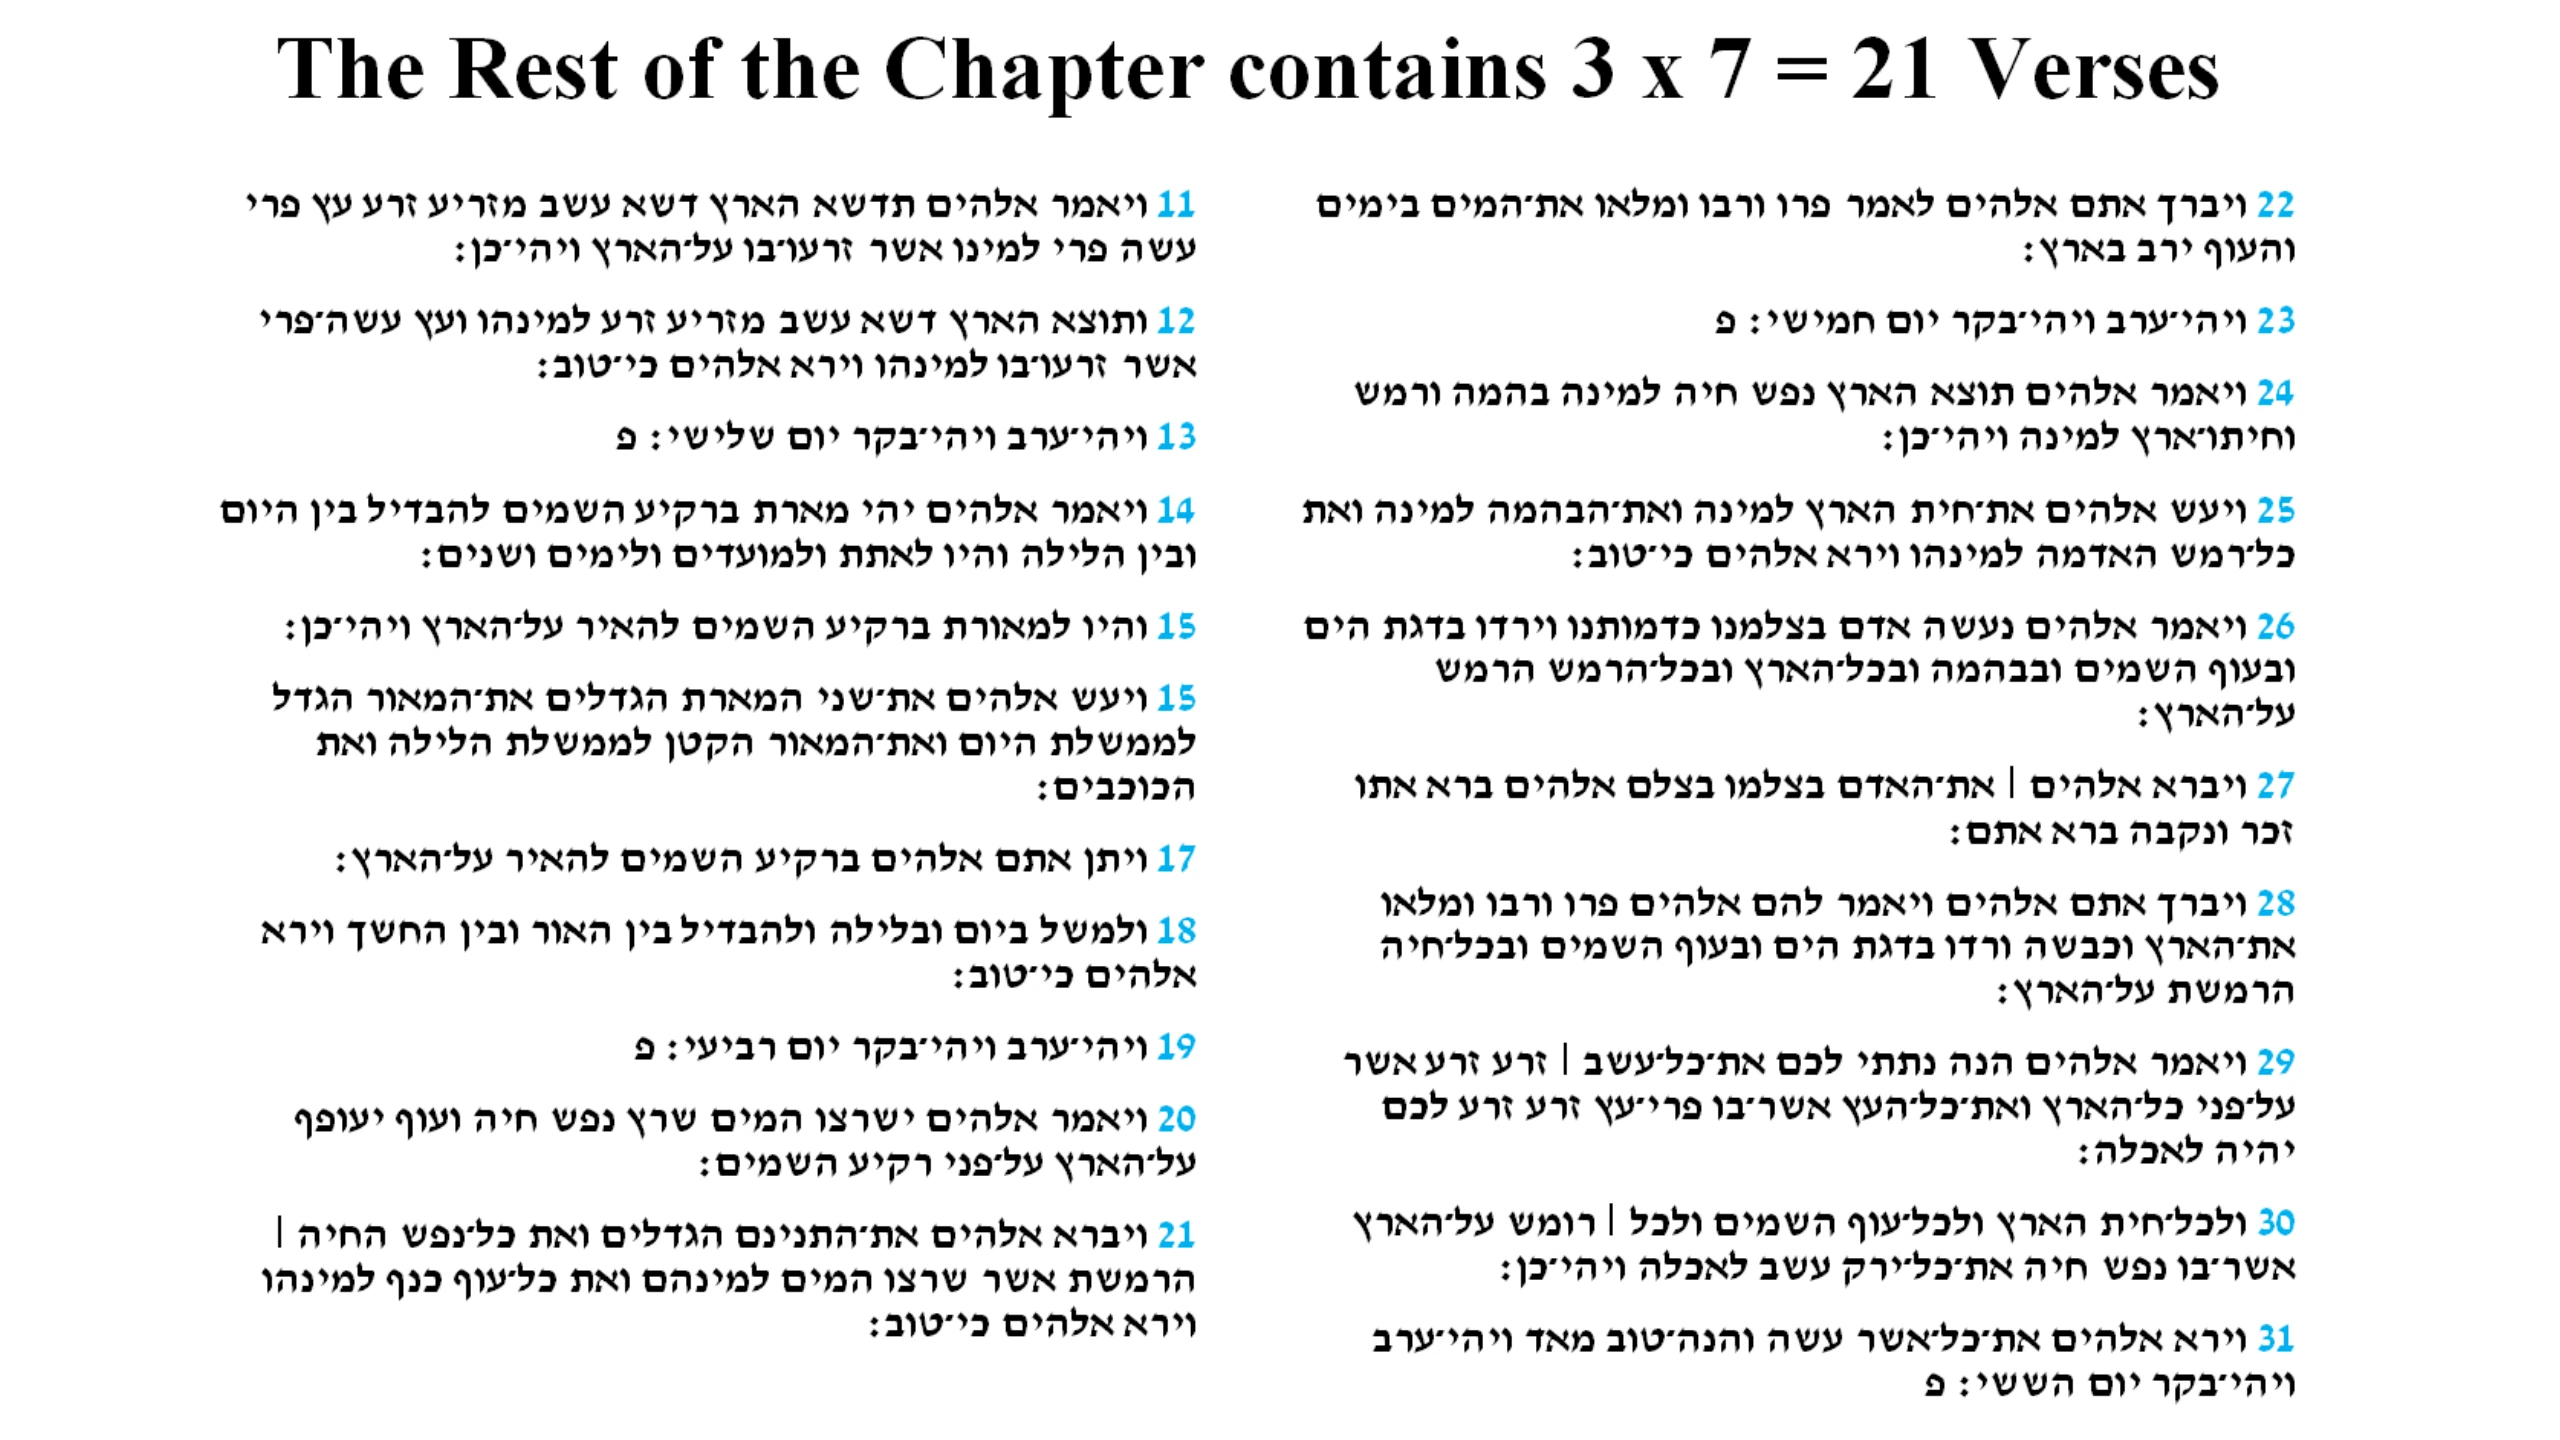 The Rest of the Chapter contains 3 x 7 = 21 Verses
11 ויאמר אלהים תדשא הארץ דשא עשב מזריע זרע עץ פרי
עשה פרי למינו אשר זרעו־בו על־הארץ ויהי־כן׃
12 ותוצא הארץ דשא עשב מזריע זרע למינהו ועץ עשה־פרי
אשר זרעו־בו למינהו וירא אלהים כי־טוב׃
13 ויהי־ערב ויהי־בקר יום שלישי׃ פ
14 ויאמר אלהים יהי מארת ברקיע השמים להבדיל בין היום
ובין הלילה והיו לאתת ולמועדים ולימים ושנים׃
15 והיו למאורת ברקיע השמים להאיר על־הארץ ויהי־כן׃
15 ויעש אלהים את־שני המארת הגדלים את־המאור הגדל
לממשלת היום ואת־המאור הקטן לממשלת הלילה ואת
הכוכבים׃
17 ויתן אתם אלהים ברקיע השמים להאיר על־הארץ׃
18 ולמשל ביום ובלילה ולהבדיל בין האור ובין החשך וירא
אלהים כי־טוב׃
19 ויהי־ערב ויהי־בקר יום רביעי׃ פ
20 ויאמר אלהים ישרצו המים שרץ נפש חיה ועוף יעופף
על־הארץ על־פני רקיע השמים׃
21 ויברא אלהים את־התנינם הגדלים ואת כל־נפש החיה |
הרמשת אשר שרצו המים למינהם ואת כל־עוף כנף למינהו
וירא אלהים כי־טוב׃
22 ויברך אתם אלהים לאמר פרו ורבו ומלאו את־המים בימים
והעוף ירב בארץ׃
23 ויהי־ערב ויהי־בקר יום חמישי׃ פ
24 ויאמר אלהים תוצא הארץ נפש חיה למינה בהמה ורמש
וחיתו־ארץ למינה ויהי־כן׃
25 ויעש אלהים את־חית הארץ למינה ואת־הבהמה למינה ואת
כל־רמש האדמה למינהו וירא אלהים כי־טוב׃
26 ויאמר אלהים נעשה אדם בצלמנו כדמותנו וירדו בדגת הים
ובעוף השמים ובבהמה ובכל־הארץ ובכל־הרמש הרמש
על־הארץ׃
27 ויברא אלהים | את־האדם בצלמו בצלם אלהים ברא אתו
זכר ונקבה ברא אתם׃
28 ויברך אתם אלהים ויאמר להם אלהים פרו ורבו ומלאו
את־הארץ וכבשה ורדו בדגת הים ובעוף השמים ובכל־חיה
הרמשת על־הארץ׃
29 ויאמר אלהים הנה נתתי לכם את־כל־עשב | זרע זרע אשר
על־פני כל־הארץ ואת־כל־העץ אשר־בו פרי־עץ זרע זרע לכם
יהיה לאכלה׃
30 ולכל־חית הארץ ולכל־עוף השמים ולכל | רומש על־הארץ
אשר־בו נפש חיה את־כל־ירק עשב לאכלה ויהי־כן׃
31 וירא אלהים את־כל־אשר עשה והנה־טוב מאד ויהי־ערב
ויהי־בקר יום הששי׃ פ